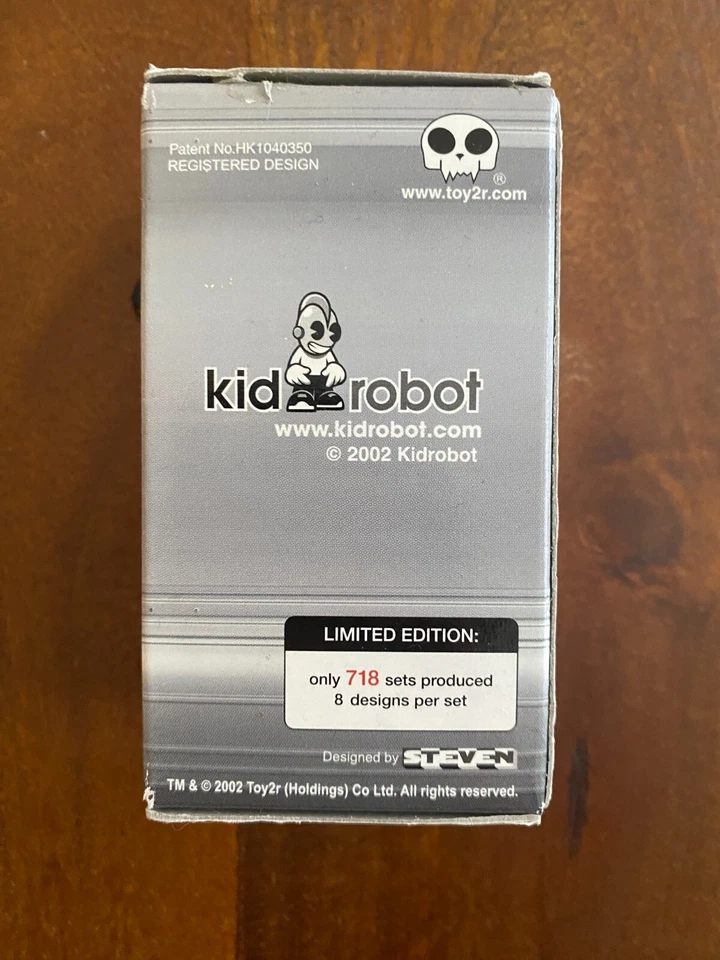 Patent No.HK1040350
REGISTERED DESIGN
®
www.toy2r.com
kid robot
www.kidrobot.com
© 2002 Kidrobot
LIMITED EDITION:
only 718 sets produced
8 designs per set
Designed by STEVEN
TM & © 2002 Toy2r (Holdings) Co Ltd. All rights reserved.